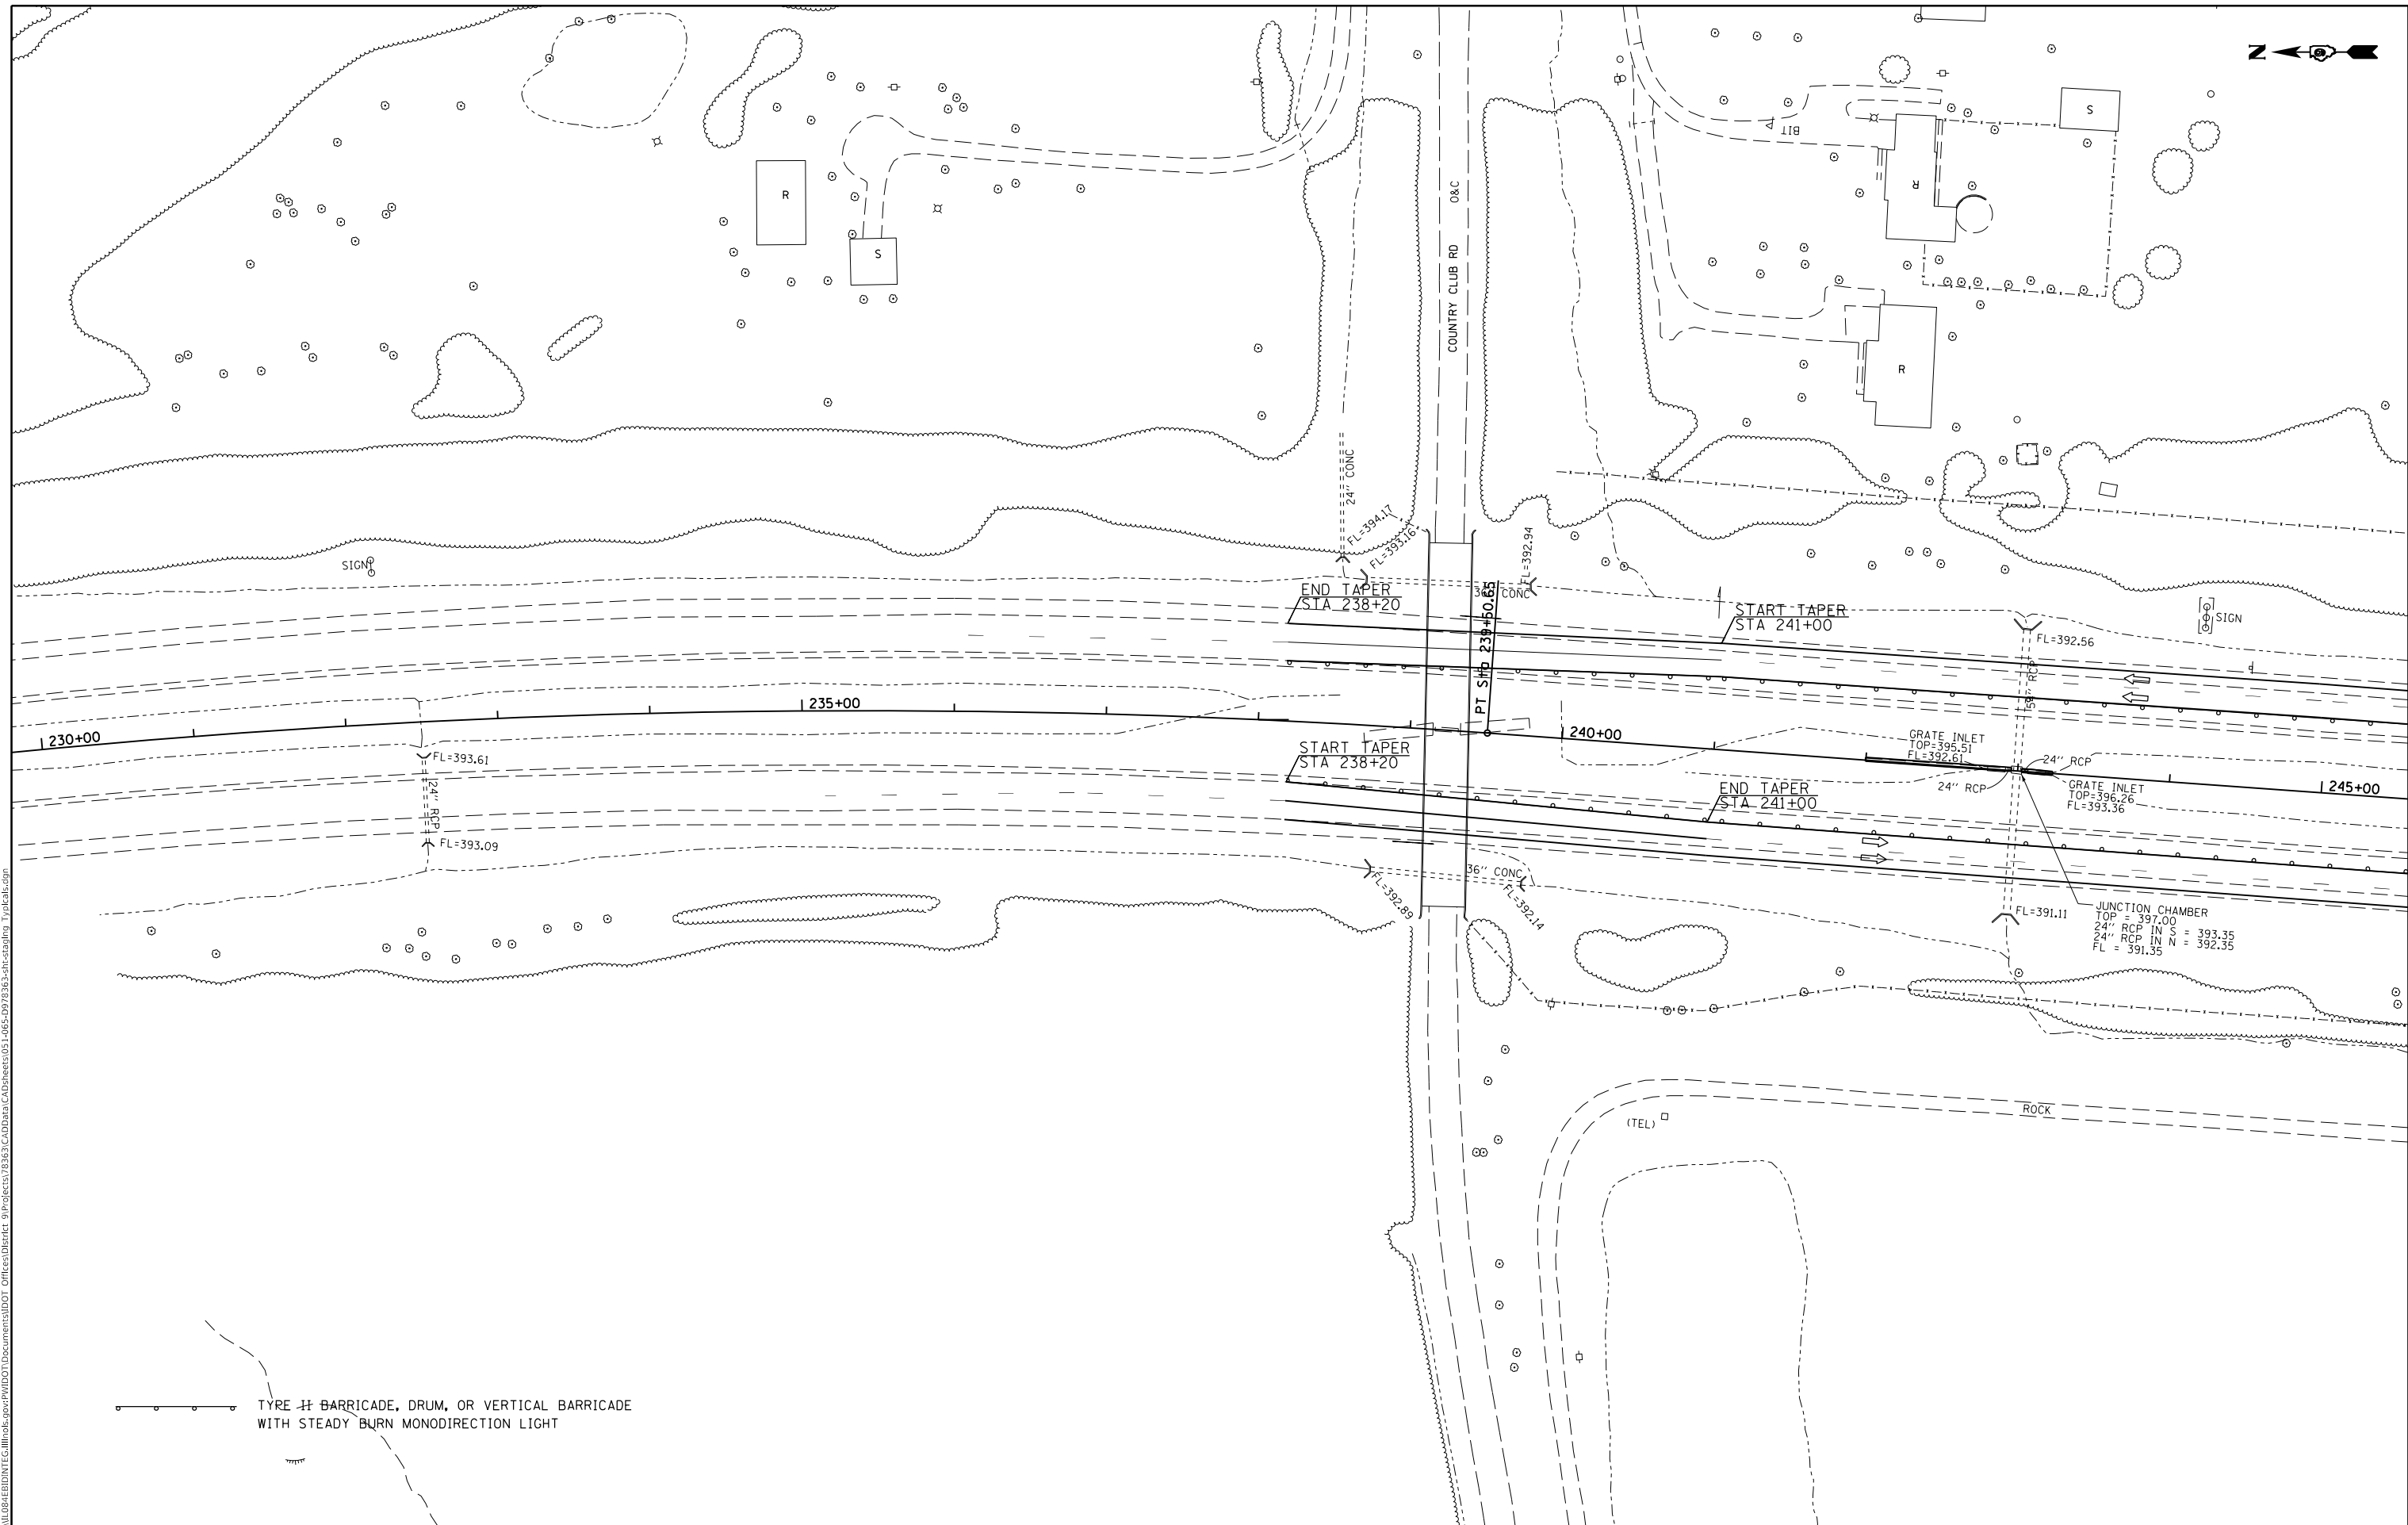 N
BIT
S
R
R
S
R
COUNTRY CLUB RD
O&C
24" CONC
FL=394.17
FL=393.16
FL=392.94
SIGN
END TAPER
STA 238+20
36" CONC
PT Sta 239+50.65
START TAPER
STA 241+00
SIGN
FL=392.56
54" RCP
235+00
230+00
240+00
245+00
GRATE INLET
TOP=395.51
FL=392.61
24" RCP
START TAPER
STA 238+20
FL=393.61
24" RCP
FL=393.09
END TAPER
STA 241+00
24" RCP
GRATE INLET
TOP=396.26
FL=393.36
36" CONC
FL=392.89
FL=392.14
FL=391.11
JUNCTION CHAMBER
TOP = 397.00
24" RCP IN S = 393.35
24" RCP IN N = 392.35
FL = 391.35
ROCK
(TEL)
TYPE II BARRICADE, DRUM, OR VERTICAL BARRICADE
WITH STEADY BURN MONODIRECTION LIGHT